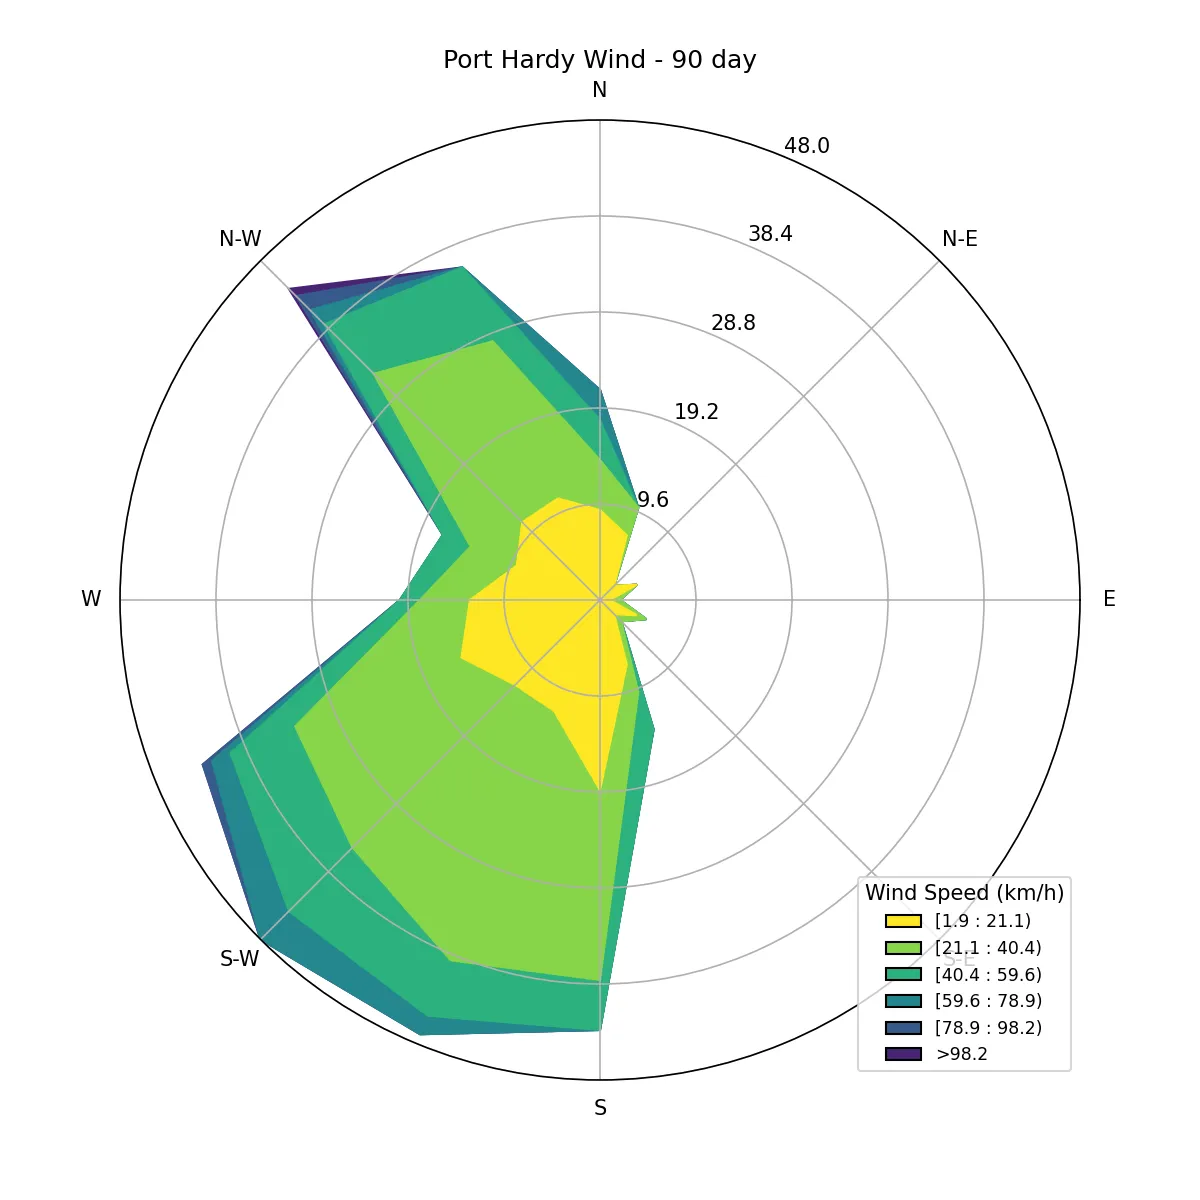 Port Hardy Wind - 90 day
N
48.0
N-W
N-E
38.4
28.8
19.2
9.6
W
E
S-W
S-E
S
Wind Speed (km/h)
[1.9 : 21.1)
[21.1 : 40.4)
[40.4 : 59.6)
[59.6 : 78.9)
[78.9 : 98.2)
>98.2